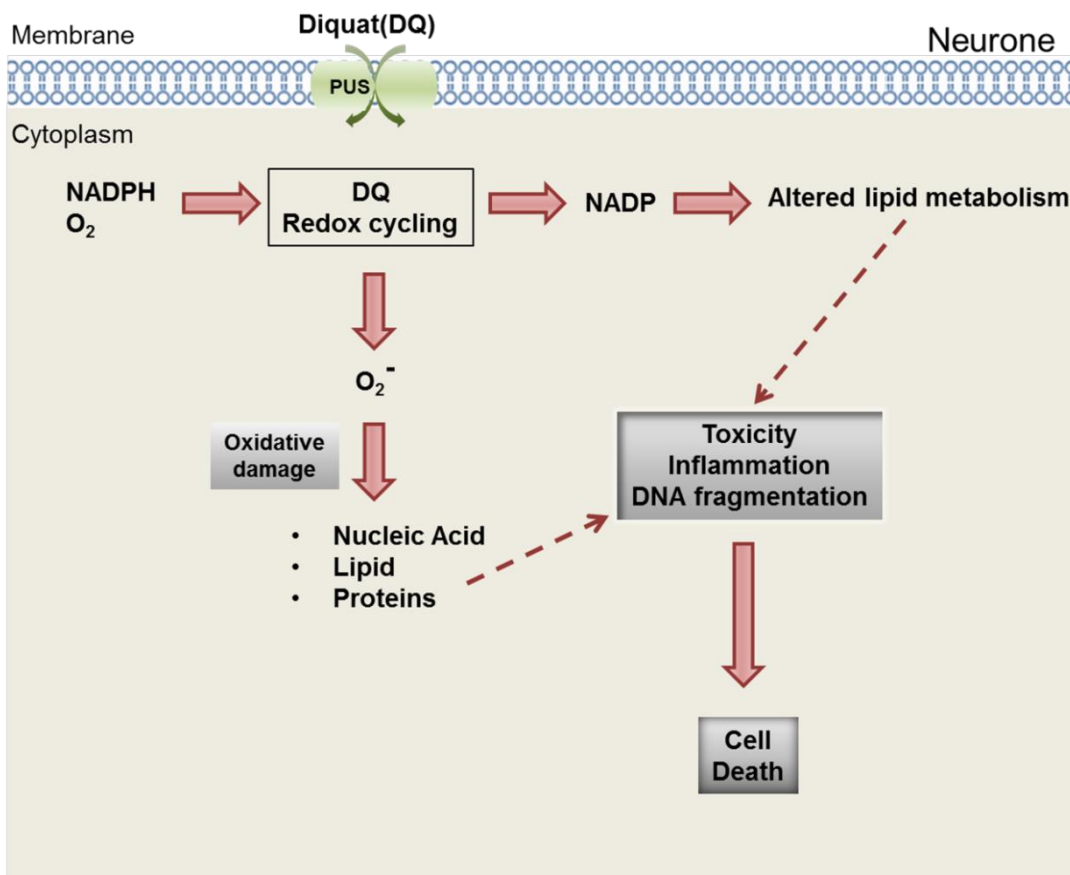 Diquat(DQ)
Membrane
Neurone
PUS
Cytoplasm
NADPH
O₂
DQ
Redox cycling
NADP
Altered lipid metabolism
O₂⁻
Oxidative
damage
Toxicity
Inflammation
DNA fragmentation
• Nucleic Acid
• Lipid
• Proteins
Cell
Death